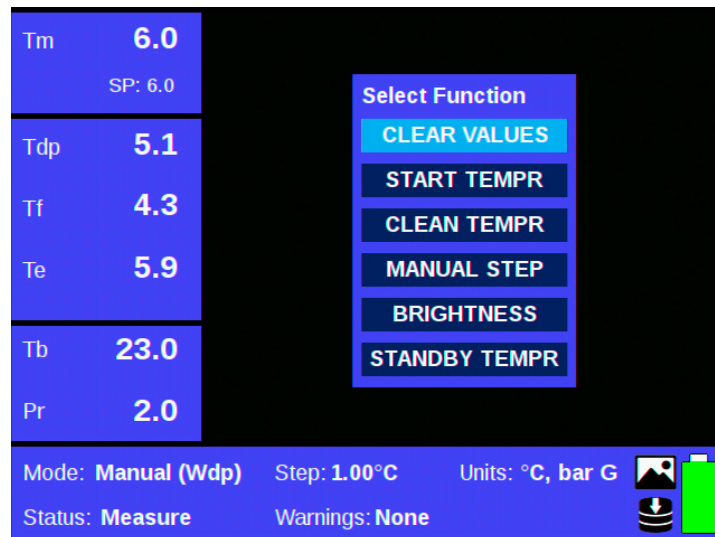 Tm 6.0
SP: 6.0
Tdp 5.1
Tf 4.3
Te 5.9
Tb 23.0
Pr 2.0
Select Function
CLEAR VALUES
START TEMPR
CLEAN TEMPR
MANUAL STEP
BRIGHTNESS
STANDBY TEMPR
Mode: Manual (Wdp) Step: 1.00°C Units: °C, bar G
Status: Measure Warnings: None